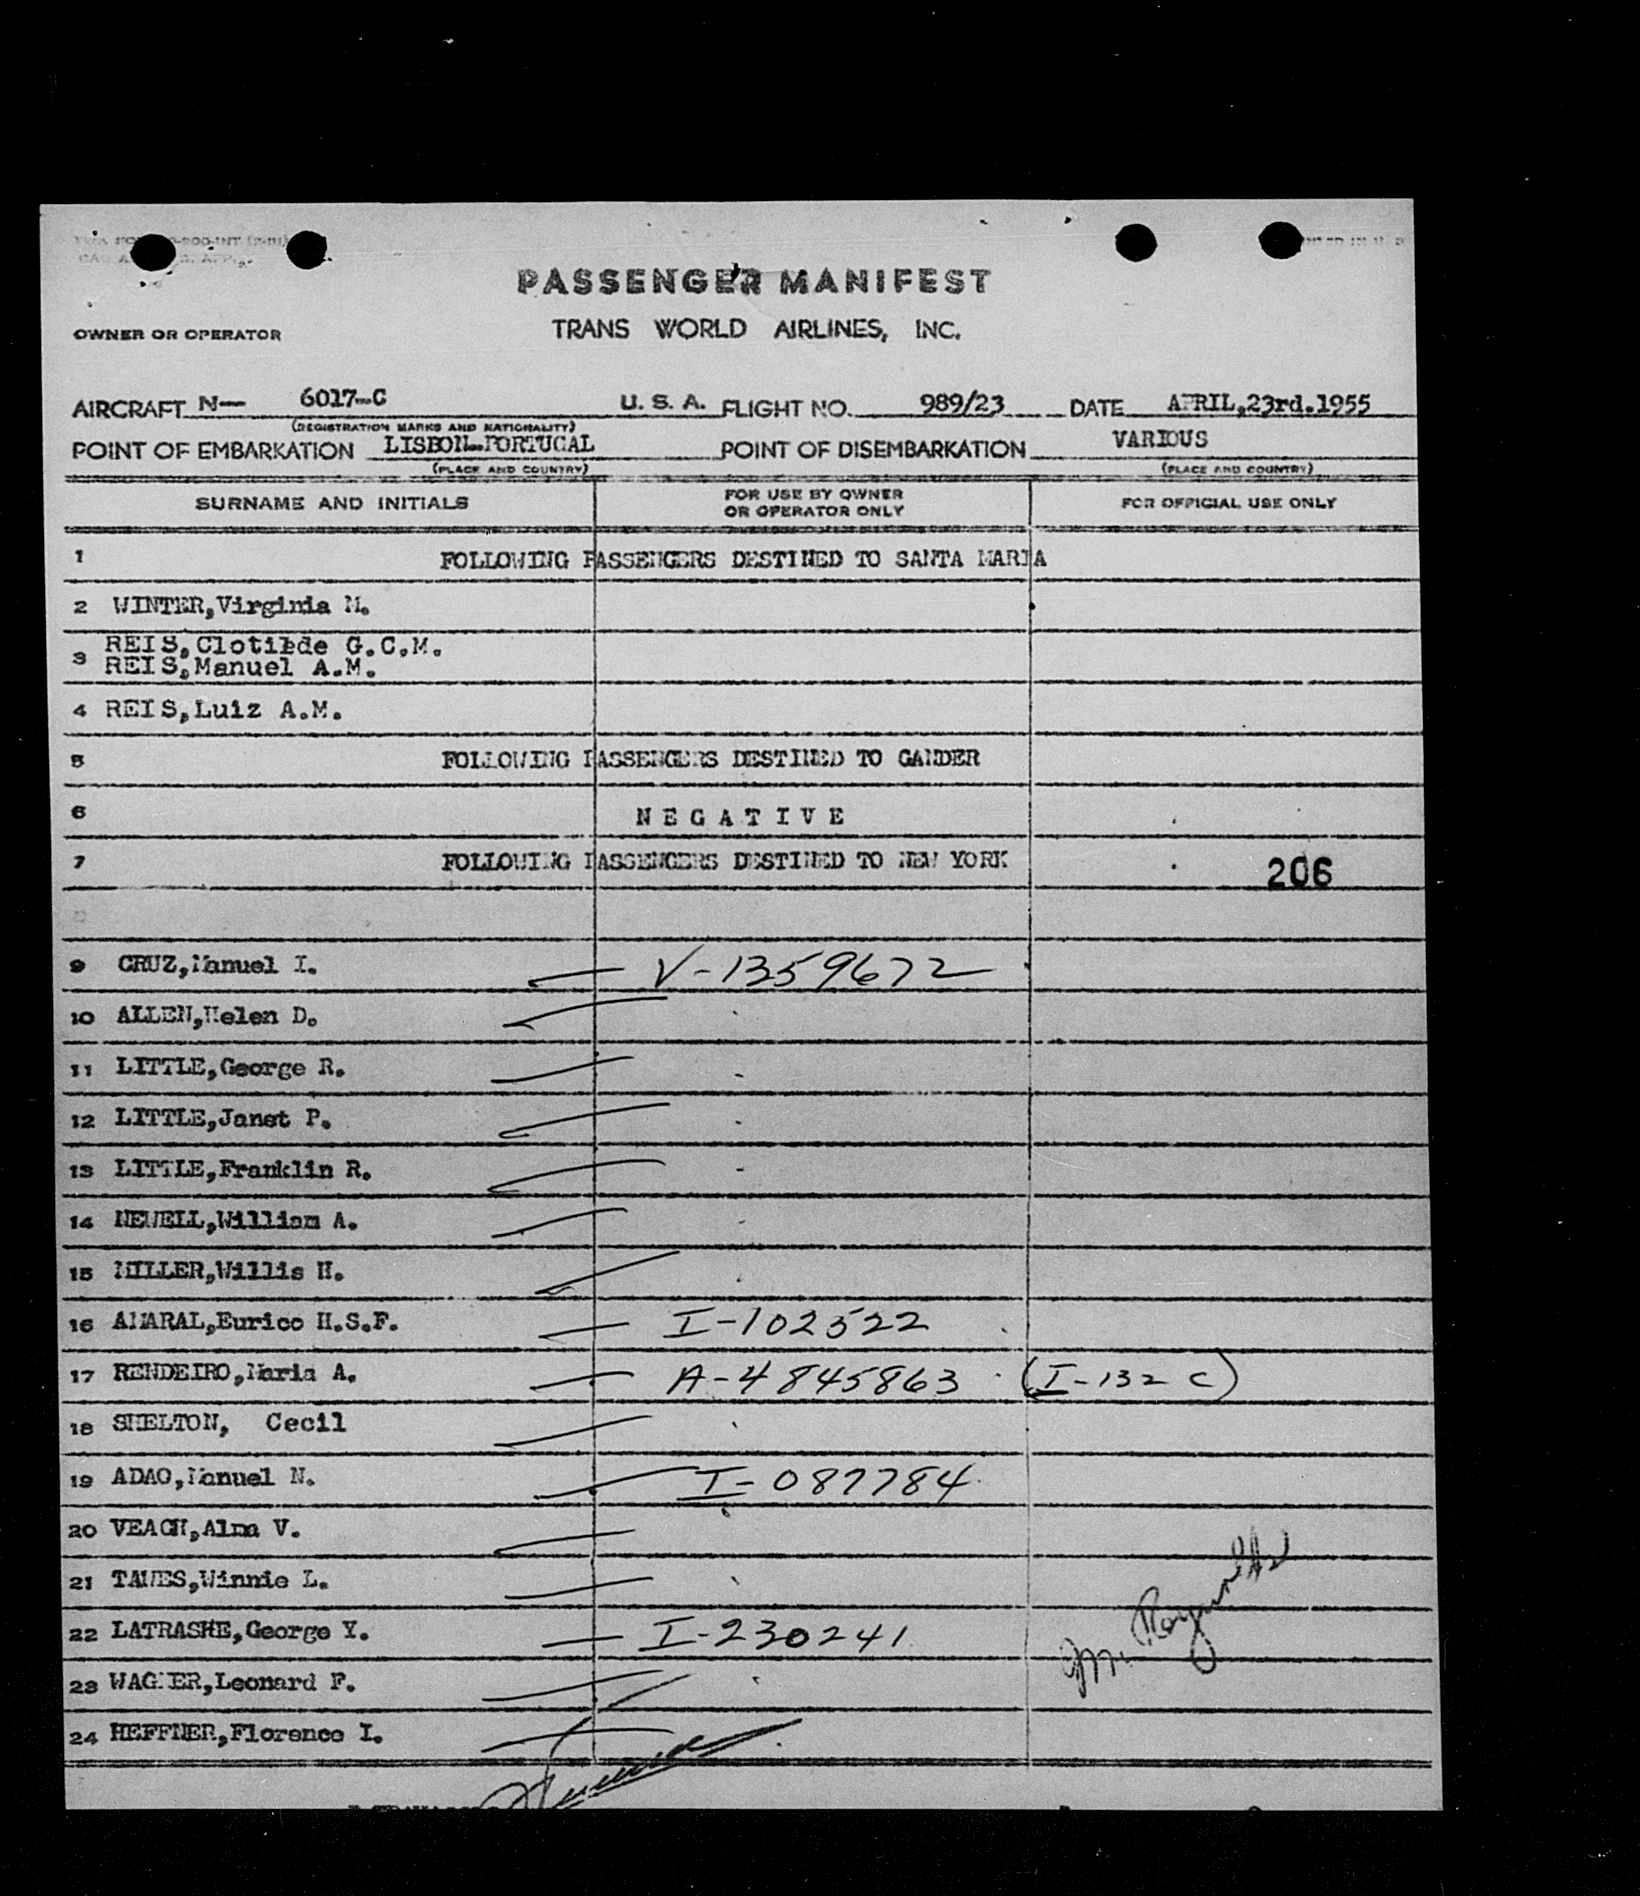 PASSENGER MANIFEST
OWNER OR OPERATOR TRANS WORLD AIRLINES, INC.
AIRCRAFT N— 6017-C U. S. A. FLIGHT NO. 989/23 DATE APRIL,23rd.1955
(REGISTRATION MARKS AND NATIONALITY)
POINT OF EMBARKATION LISBON-PORTUGAL POINT OF DISEMBARKATION VARIOUS
(PLACE AND COUNTRY) (PLACE AND COUNTRY)
SURNAME AND INITIALS FOR USE BY OWNER OR OPERATOR ONLY FOR OFFICIAL USE ONLY
1 FOLLOWING PASSENGERS DESTINED TO SANTA MARIA
2 WINTER,Virginia M.
3 REIS,Clotilde G.C.M.
REIS,Manuel A.M.
4 REIS,Luiz A.M.
5 FOLLOWING PASSENGERS DESTINED TO GANDER
6 N E G A T I V E
7 FOLLOWING PASSENGERS DESTINED TO NEW YORK 206
9 CRUZ,Manuel I. V-1359672
10 ALLEN,Helen D.
11 LITTLE,George R.
12 LITTLE,Janet P.
13 LITTLE,Franklin R.
14 NEWELL,William A.
15 MILLER,Willis H.
16 AMARAL,Eurico H.S.F. I-102522
17 RENDEIRO,Maria A. A-4845863 (I-132 C)
18 SHELTON, Cecil
19 ADAO,Manuel N. I-087784
20 VEACH,Alma V.
21 TAWES,Winnie L.
22 LATRASHE,George Y. I-230241
23 WAGNER,Leonard F.
24 HEFFNER,Florence I.